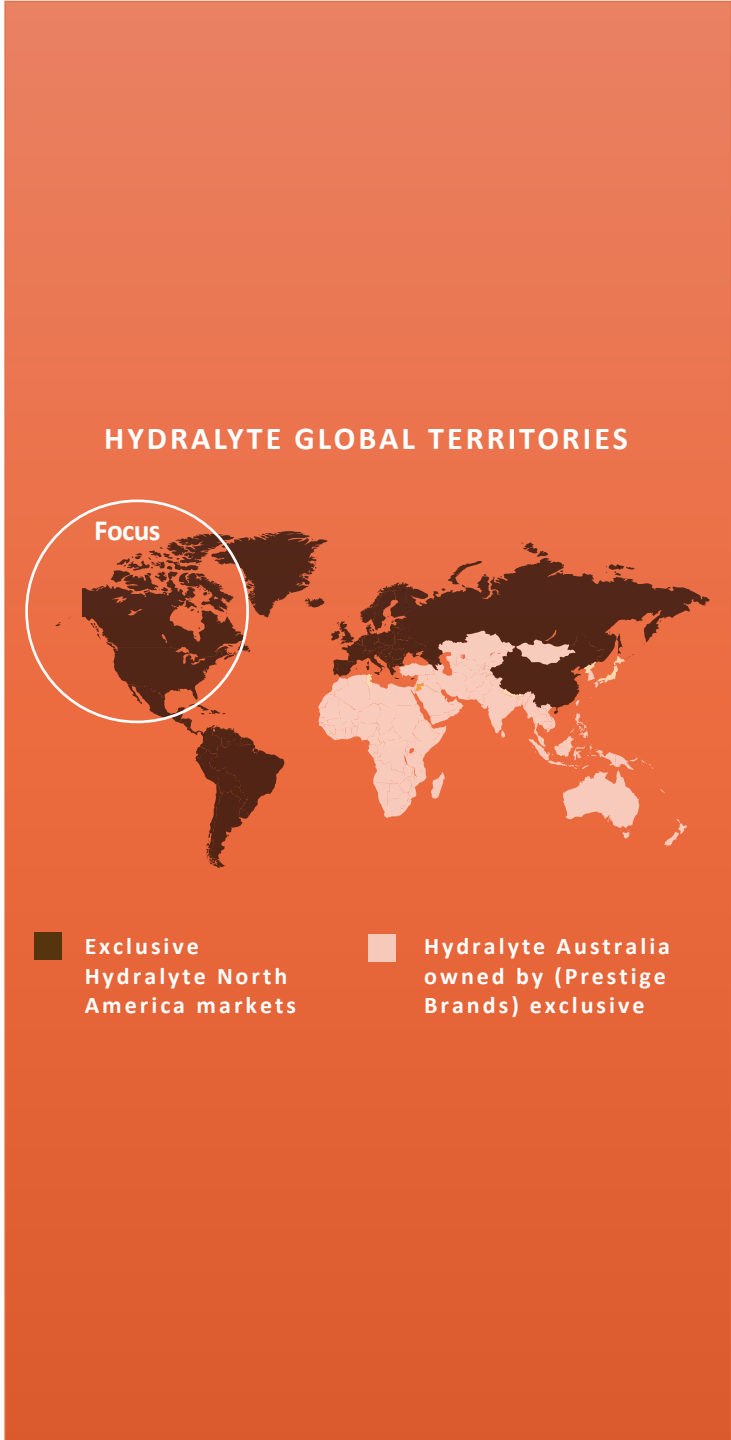 HYDRALYTE GLOBAL TERRITORIES
Focus
Exclusive
Hydralyte North
America markets
Hydralyte Australia
owned by (Prestige
Brands) exclusive